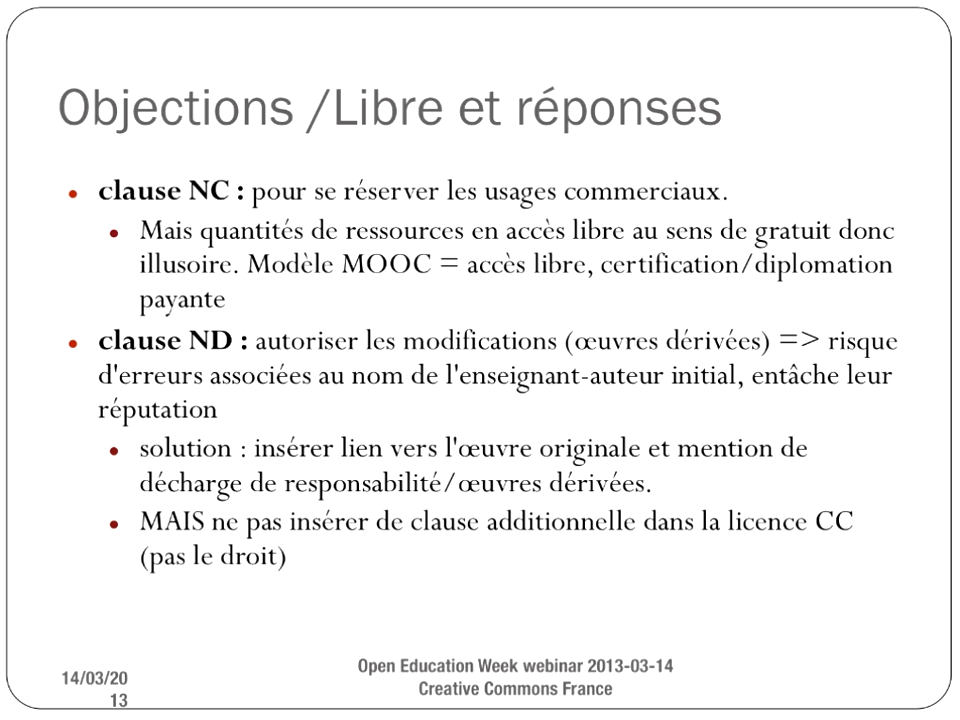 Objections /Libre et réponses
clause NC : pour se réserver les usages commerciaux.
Mais quantités de ressources en accès libre au sens de gratuit donc
illusoire. Modèle MOOC = accès libre, certification/diplomation
payante
clause ND : autoriser les modifications (œuvres dérivées) => risque
d'erreurs associées au nom de l'enseignant-auteur initial, entâche leur
réputation
solution : insérer lien vers l'œuvre originale et mention de
décharge de responsabilité/œuvres dérivées.
MAIS ne pas insérer de clause additionnelle dans la licence CC
(pas le droit)
14/03/20
13
Open Education Week webinar 2013-03-14
Creative Commons France